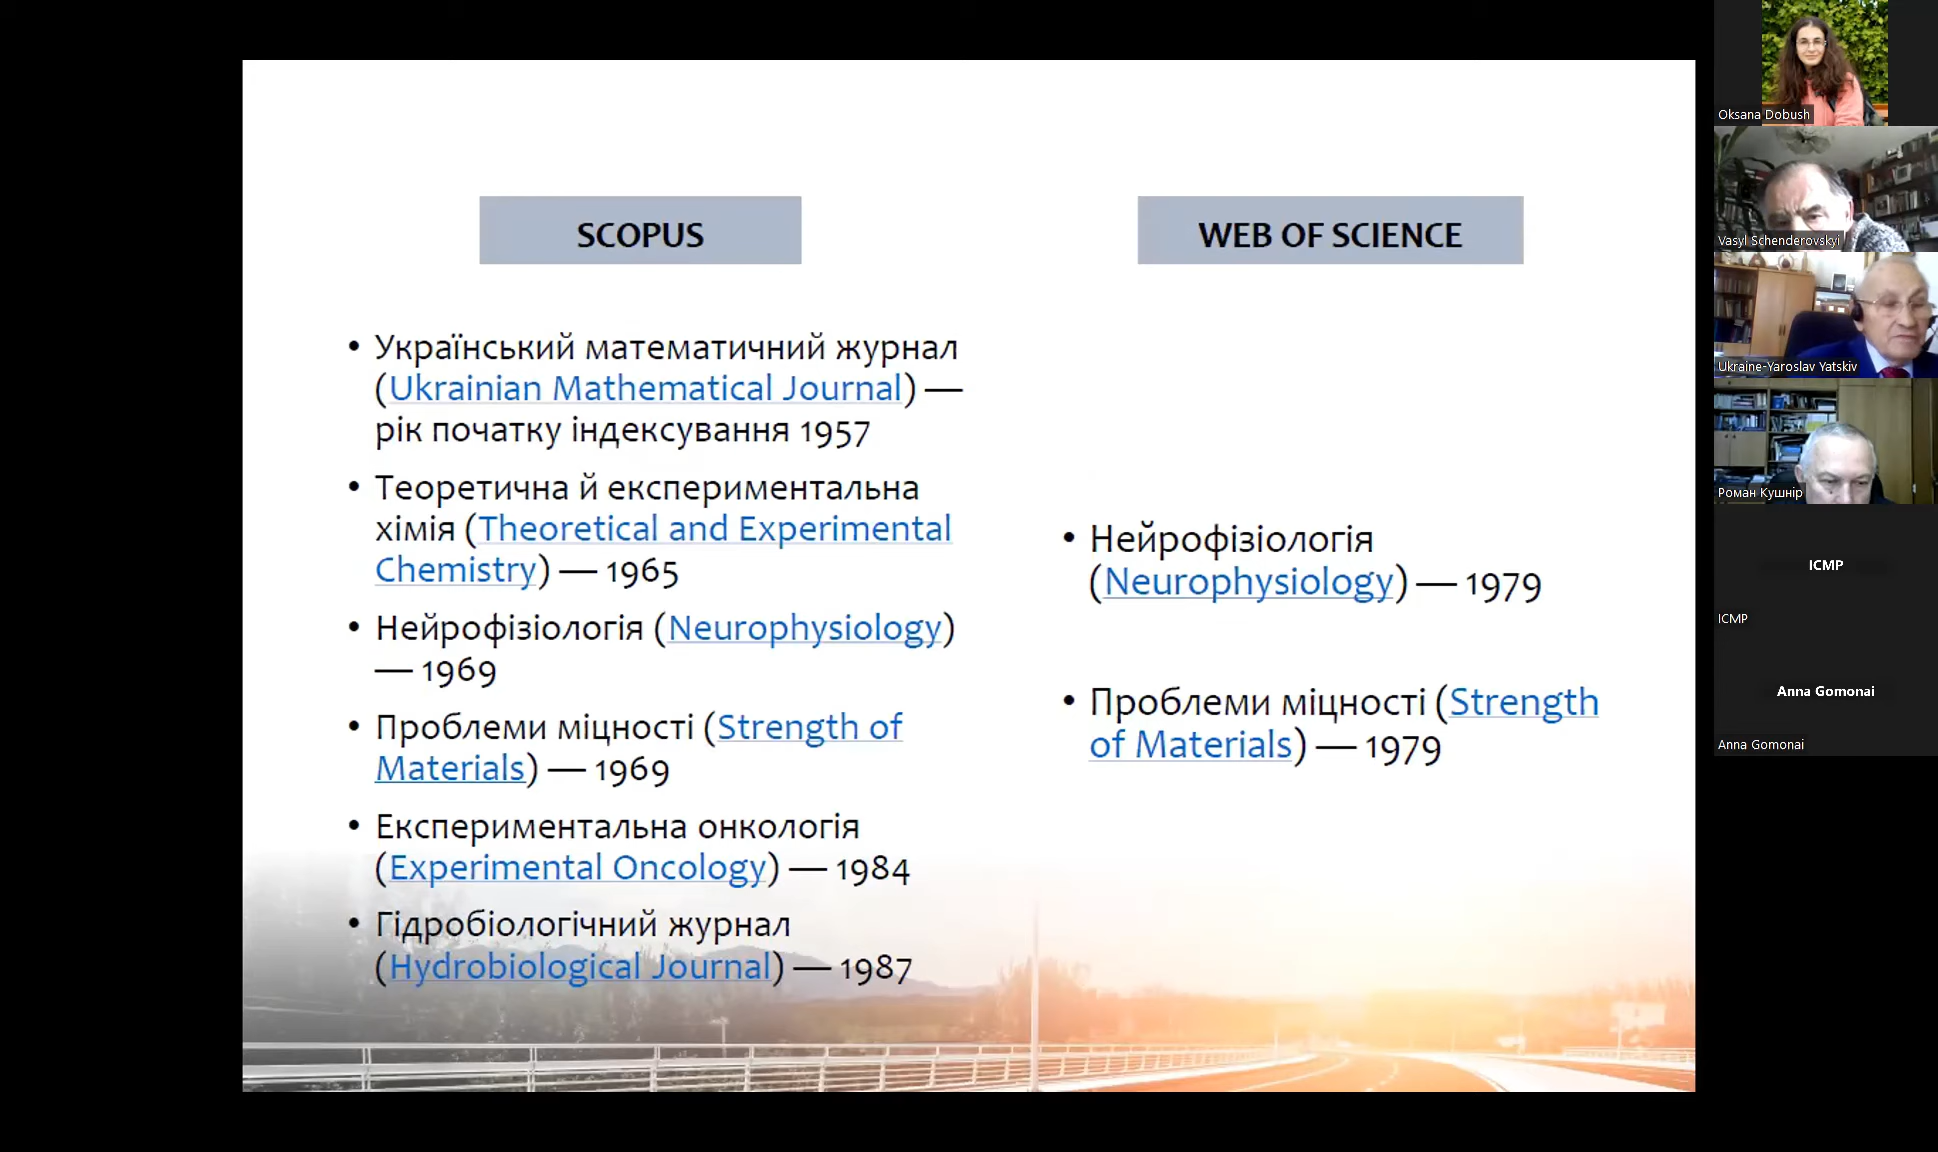 SCOPUS
• Український математичний журнал
(Ukrainian Mathematical Journal) —
рік початку індексування 1957
• Теоретична й експериментальна
хімія (Theoretical and Experimental
Chemistry) — 1965
• Нейрофізіологія (Neurophysiology)
— 1969
• Проблеми міцності (Strength of
Materials) — 1969
• Експериментальна онкологія
(Experimental Oncology) — 1984
• Гідробіологічний журнал
(Hydrobiological Journal) — 1987
WEB OF SCIENCE
• Нейрофізіологія
(Neurophysiology) — 1979
• Проблеми міцності (Strength
of Materials) — 1979
Oksana Dobush
Vasyl Schenderovskyi
Ukraine-Yaroslav Yatskiv
Роман Кушнір
ICMP
ICMP
Anna Gomonai
Anna Gomonai